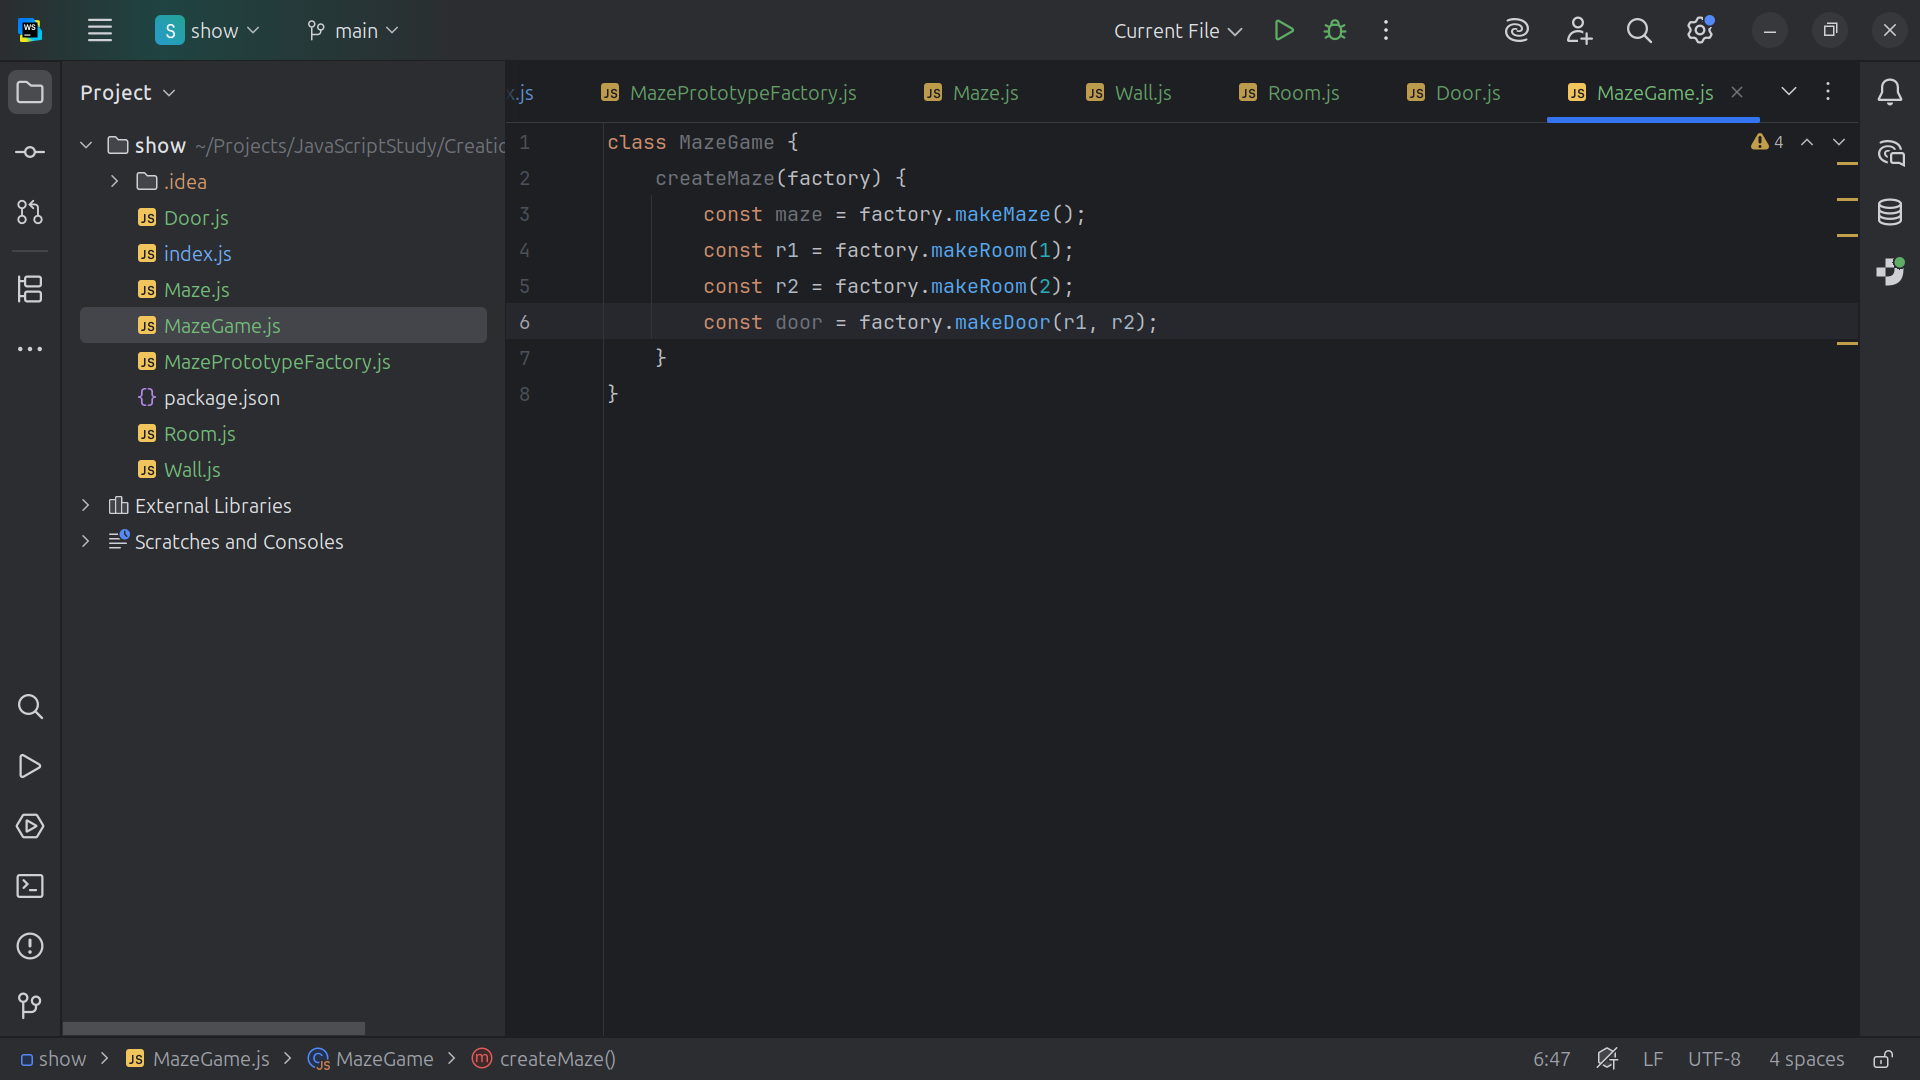 WS
S show main Current File
Project
x.js MazePrototypeFactory.js Maze.js Wall.js Room.js Door.js MazeGame.js
show ~/Projects/JavaScriptStudy/Creatio
.idea
Door.js
index.js
Maze.js
MazeGame.js
MazePrototypeFactory.js
package.json
Room.js
Wall.js
External Libraries
Scratches and Consoles
1 class MazeGame {
2 createMaze(factory) {
3 const maze = factory.makeMaze();
4 const r1 = factory.makeRoom(1);
5 const r2 = factory.makeRoom(2);
6 const door = factory.makeDoor(r1, r2);
7 }
8 }
4
show > MazeGame.js > MazeGame > createMaze() 6:47 LF UTF-8 4 spaces